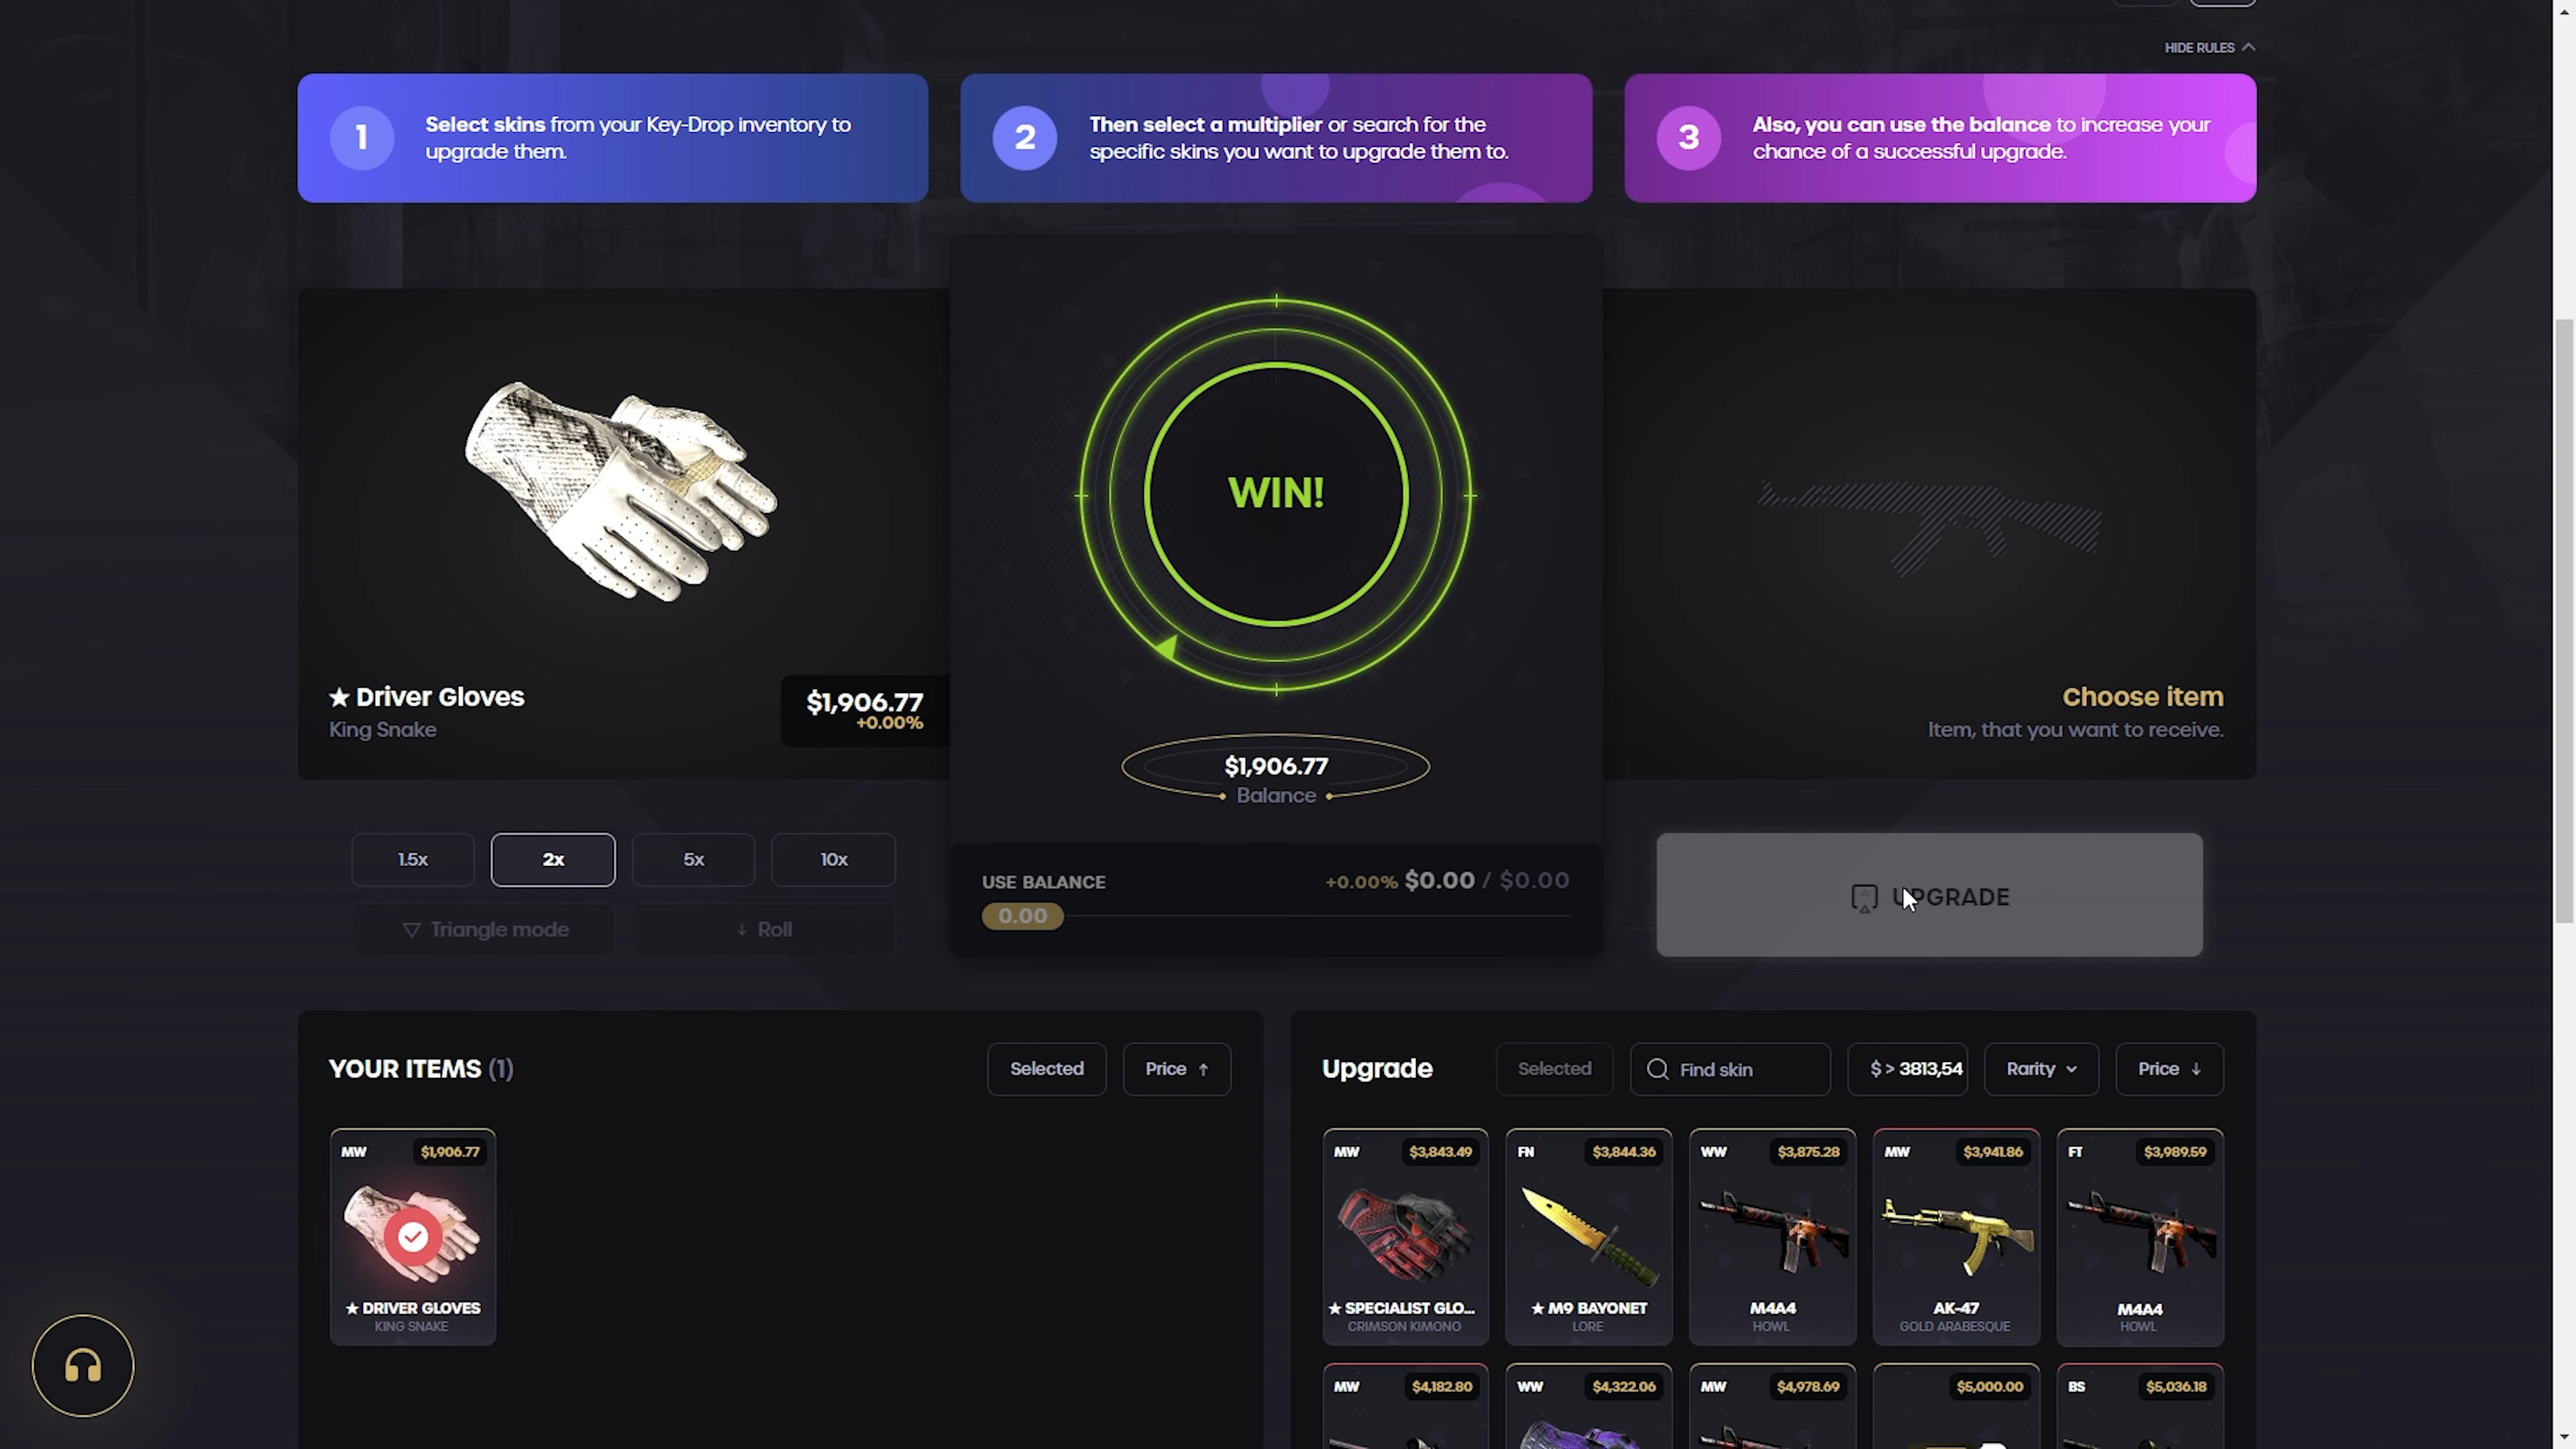 HIDE RULES
1
Select skins from your Key-Drop inventory to
upgrade them.
2
Then select a multiplier or search for the
specific skins you want to upgrade them to.
3
Also, you can use the balance to increase your
chance of a successful upgrade.
WIN!
★ Driver Gloves
King Snake
$1,906.77
+0.00%
$1,906.77
Balance
Choose item
Item, that you want to receive.
1.5x
2x
5x
10x
Triangle mode
Roll
USE BALANCE
+0.00% $0.00 / $0.00
0.00
UPGRADE
YOUR ITEMS (1)
Selected
Price ↑
MW $1,906.77
★ DRIVER GLOVES
KING SNAKE
Upgrade
Selected
Find skin
$ > 3813,54
Rarity
Price ↓
MW $3,843.49
★ SPECIALIST GLO...
CRIMSON KIMONO
FN $3,844.36
★ M9 BAYONET
LORE
WW $3,875.28
M4A4
HOWL
MW $3,941.86
AK-47
GOLD ARABESQUE
FT $3,989.59
M4A4
HOWL
MW $4,182.80
WW $4,322.06
MW $4,978.69
$5,000.00
BS $5,036.18